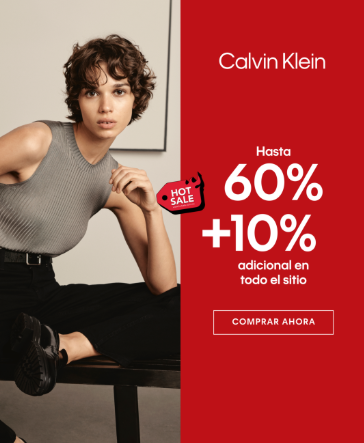 Calvin Klein
Hasta
60%
HOT
SALE
+10%
adicional en
todo el sitio
COMPRAR AHORA